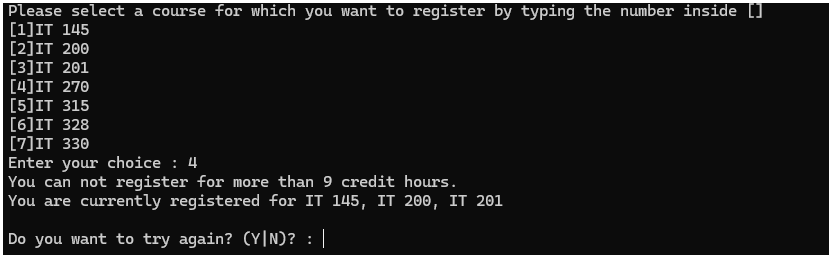 Please select a course for which you want to register by typing the number inside []
[1]IT 145
[2]IT 200
[3]IT 201
[4]IT 270
[5]IT 315
[6]IT 328
[7]IT 330
Enter your choice : 4
You can not register for more than 9 credit hours.
You are currently registered for IT 145, IT 200, IT 201
Do you want to try again? (Y|N)? :